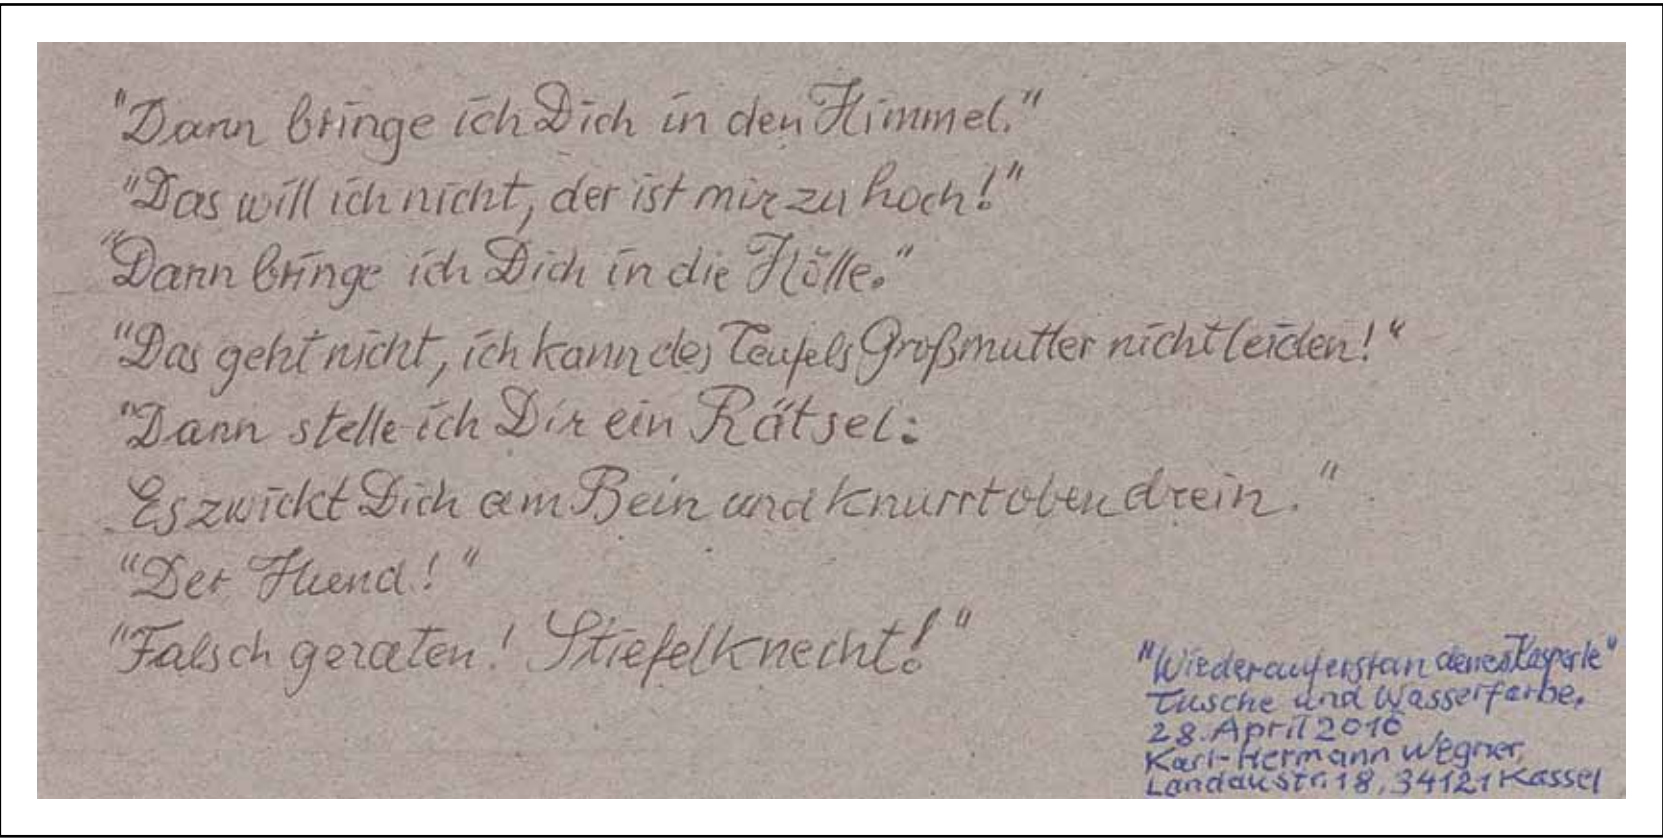 "Dann bringe ich Dich in den Himmel."
"Das will ich nicht, der ist mir zu hoch!"
"Dann bringe ich Dich in die Hölle."
"Das geht nicht, ich kann des Teufels Großmutter nicht leiden!"
"Dann stelle ich Dir ein Rätsel:
Es zwickt Dich am Bein und knurrt obendrein."
"Der Hund!"
"Falsch geraten! Stiefelknecht!"
"Wiederauferstandenes Kasperle"
Tusche und Wasserfarbe.
28. April 2016
Karl-Hermann Wegner,
Landaustr. 18, 34121 Kassel